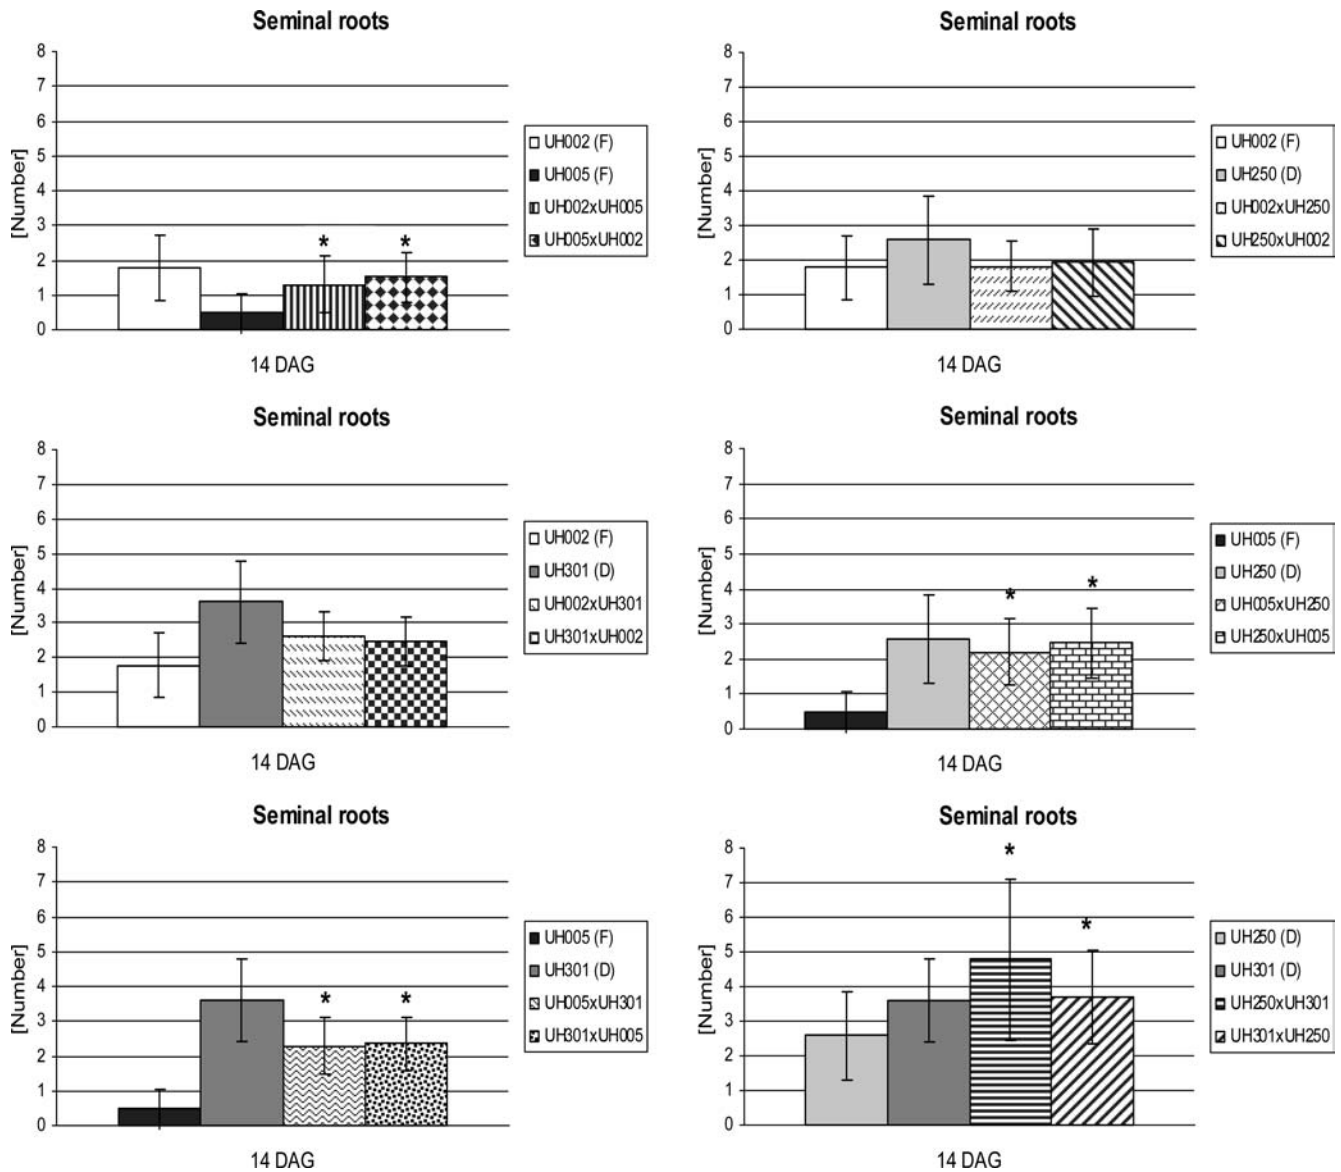 Seminal roots
8
7
6
5
4
3
2
1
0
[Number]
* *
14 DAG
UH002 (F)
UH005 (F)
UH002xUH005
UH005xUH002
Seminal roots
8
7
6
5
4
3
2
1
0
[Number]
14 DAG
UH002 (F)
UH250 (D)
UH002xUH250
UH250xUH002
Seminal roots
8
7
6
5
4
3
2
1
0
[Number]
14 DAG
UH002 (F)
UH301 (D)
UH002xUH301
UH301xUH002
Seminal roots
8
7
6
5
4
3
2
1
0
[Number]
* *
14 DAG
UH005 (F)
UH250 (D)
UH005xUH250
UH250xUH005
Seminal roots
8
7
6
5
4
3
2
1
0
[Number]
* *
14 DAG
UH005 (F)
UH301 (D)
UH005xUH301
UH301xUH005
Seminal roots
8
7
6
5
4
3
2
1
0
[Number]
*
*
14 DAG
UH250 (D)
UH301 (D)
UH250xUH301
UH301xUH250